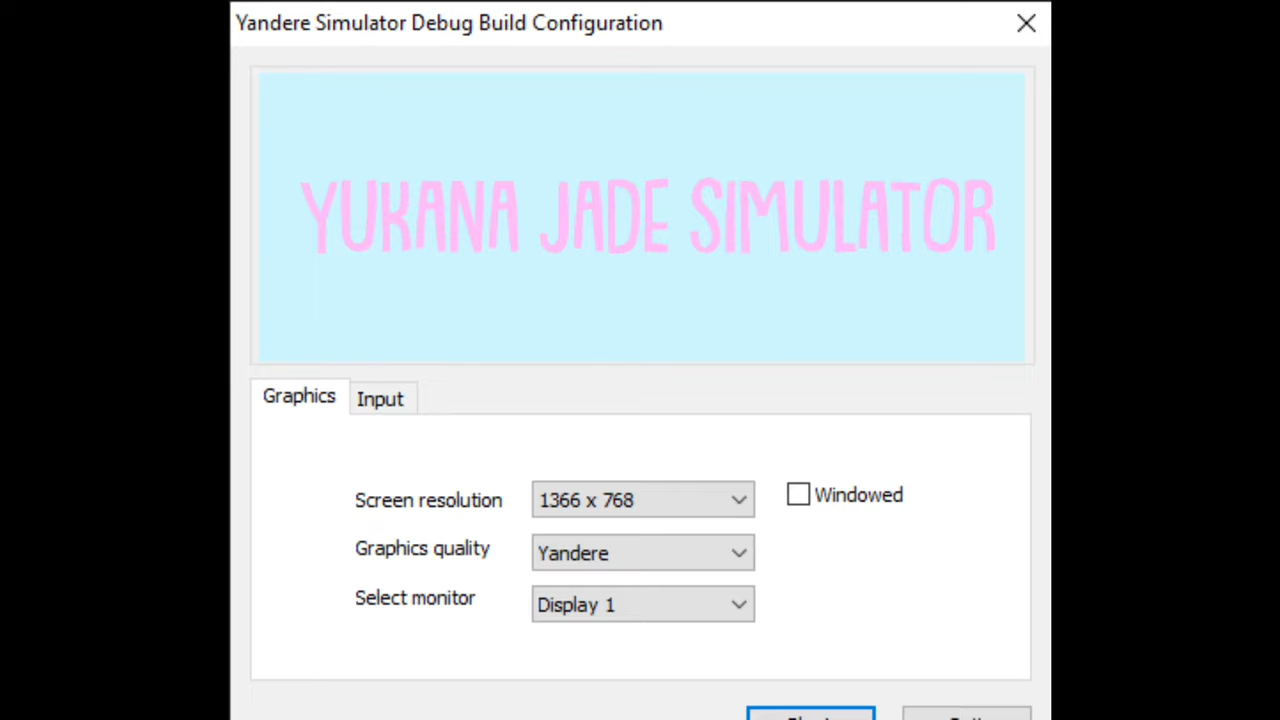 Yandere Simulator Debug Build Configuration
YUKANA JADE SIMULATOR
Graphics Input
Screen resolution 1366 x 768 Windowed
Graphics quality Yandere
Select monitor Display 1